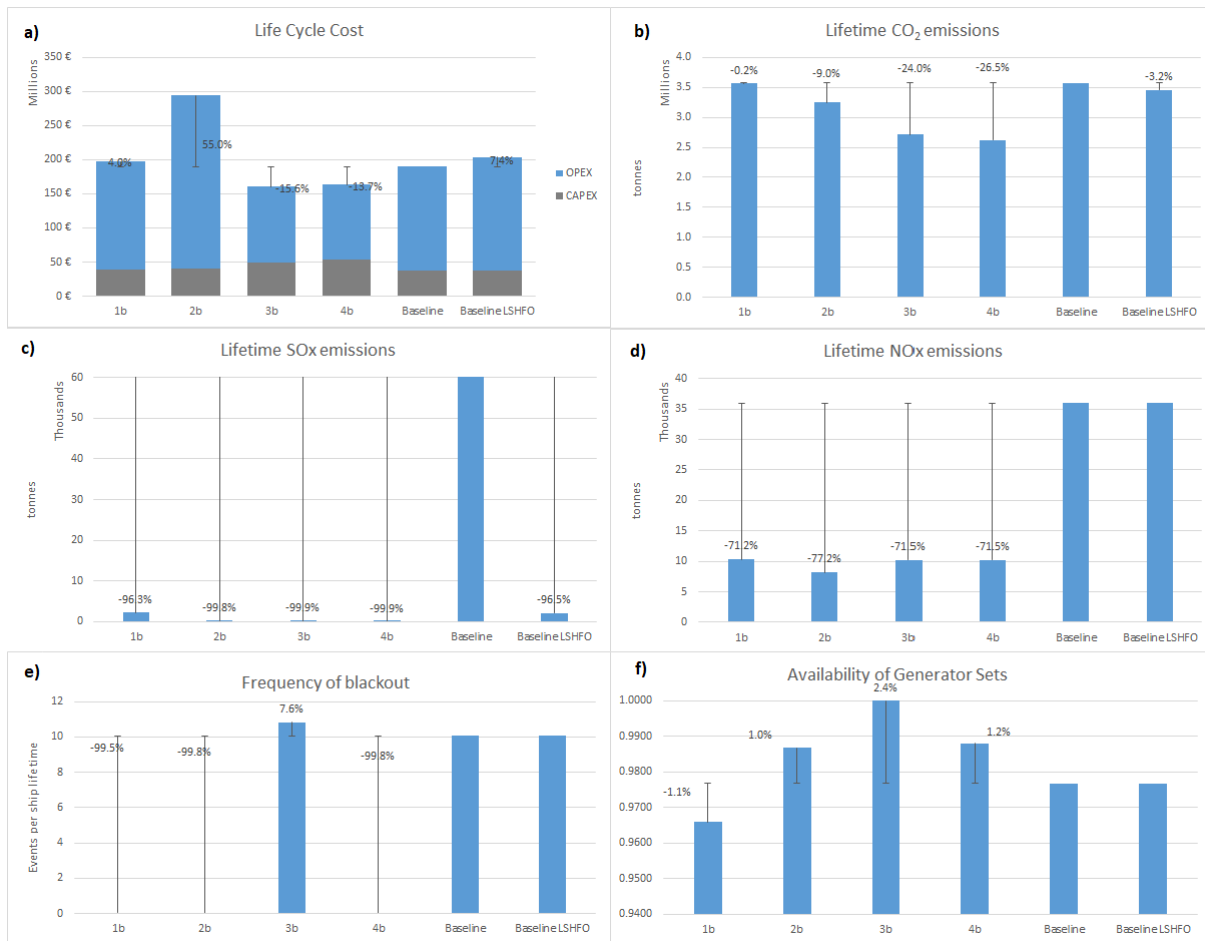 a)
Life Cycle Cost
Millions
350 €
300 €
250 €
200 €
150 €
100 €
50 €
0 €
4.0%
55.0%
-15.6%
-13.7%
7.4%
1b
2b
3b
4b
Baseline
Baseline LSHFO
OPEX
CAPEX
b)
Lifetime CO2 emissions
Millions
tonnes
4.0
3.5
3.0
2.5
2.0
1.5
1.0
0.5
0.0
-0.2%
-9.0%
-24.0%
-26.5%
-3.2%
1b
2b
3b
4b
Baseline
Baseline LSHFO
c)
Lifetime SOx emissions
Thousands
tonnes
60
50
40
30
20
10
0
-96.3%
-99.8%
-99.9%
-99.9%
-96.5%
1b
2b
3b
4b
Baseline
Baseline LSHFO
d)
Lifetime NOx emissions
Thousands
tonnes
40
35
30
25
20
15
10
5
0
-71.2%
-77.2%
-71.5%
-71.5%
1b
2b
3b
4b
Baseline
Baseline LSHFO
e)
Frequency of blackout
Events per ship lifetime
12
10
8
6
4
2
0
-99.5%
-99.8%
7.6%
-99.8%
1b
2b
3b
4b
Baseline
Baseline LSHFO
f)
Availability of Generator Sets
1.0000
0.9900
0.9800
0.9700
0.9600
0.9500
0.9400
-1.1%
1.0%
2.4%
1.2%
1b
2b
3b
4b
Baseline
Baseline LSHFO